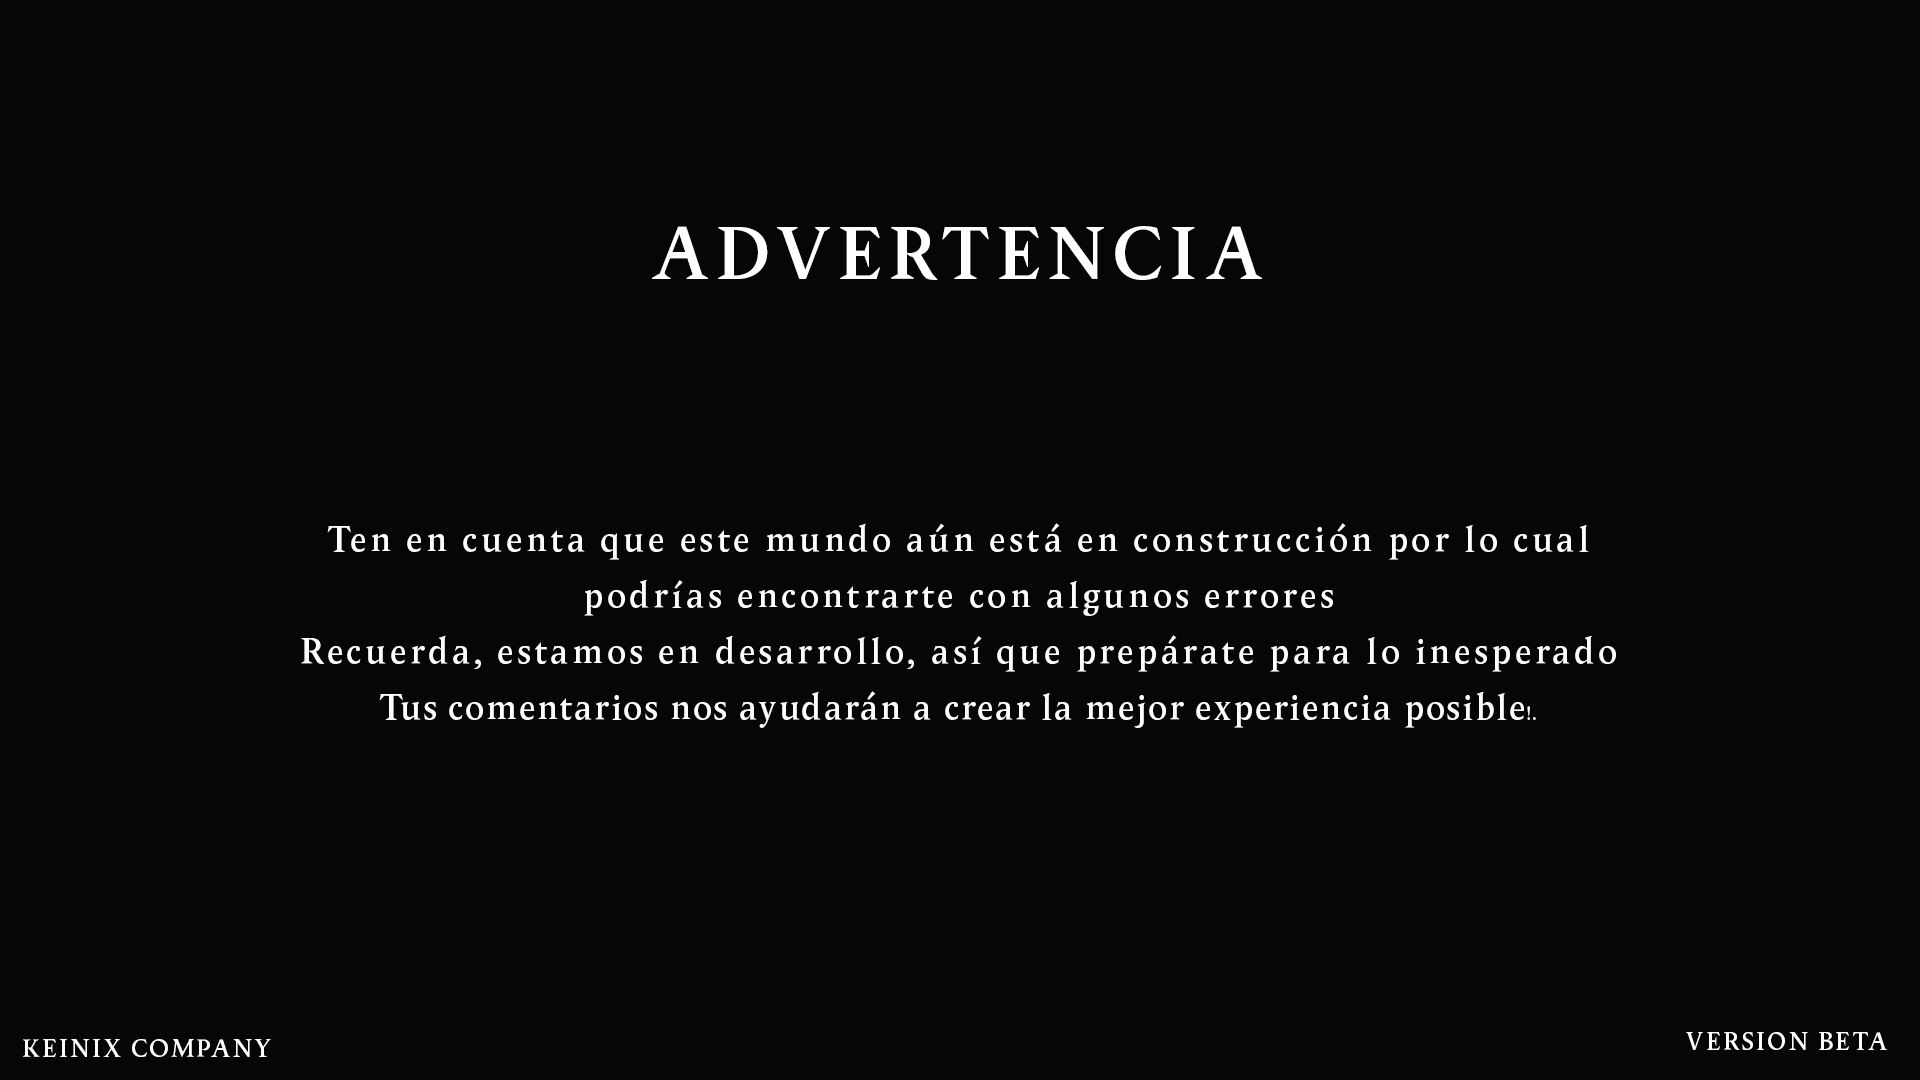 ADVERTENCIA
Ten en cuenta que este mundo aún está en construcción por lo cual
podrías encontrarte con algunos errores
Recuerda, estamos en desarrollo, así que prepárate para lo inesperado
Tus comentarios nos ayudarán a crear la mejor experiencia posible!.
KEINIX COMPANY
VERSION BETA